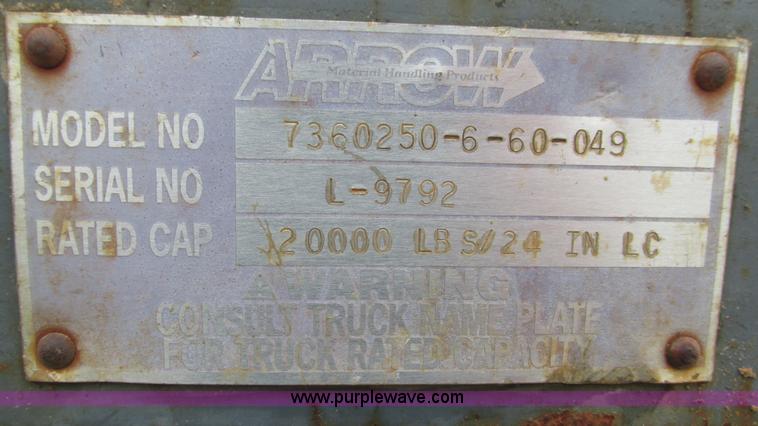 ARROW
Material Handling Products
MODEL NO 7360250-6-60-049
SERIAL NO L-9792
RATED CAP 20000 LBS/24 IN LC
WARNING
CONSULT TRUCK NAME PLATE
FOR TRUCK RATED CAPACITY
www.purplewave.com